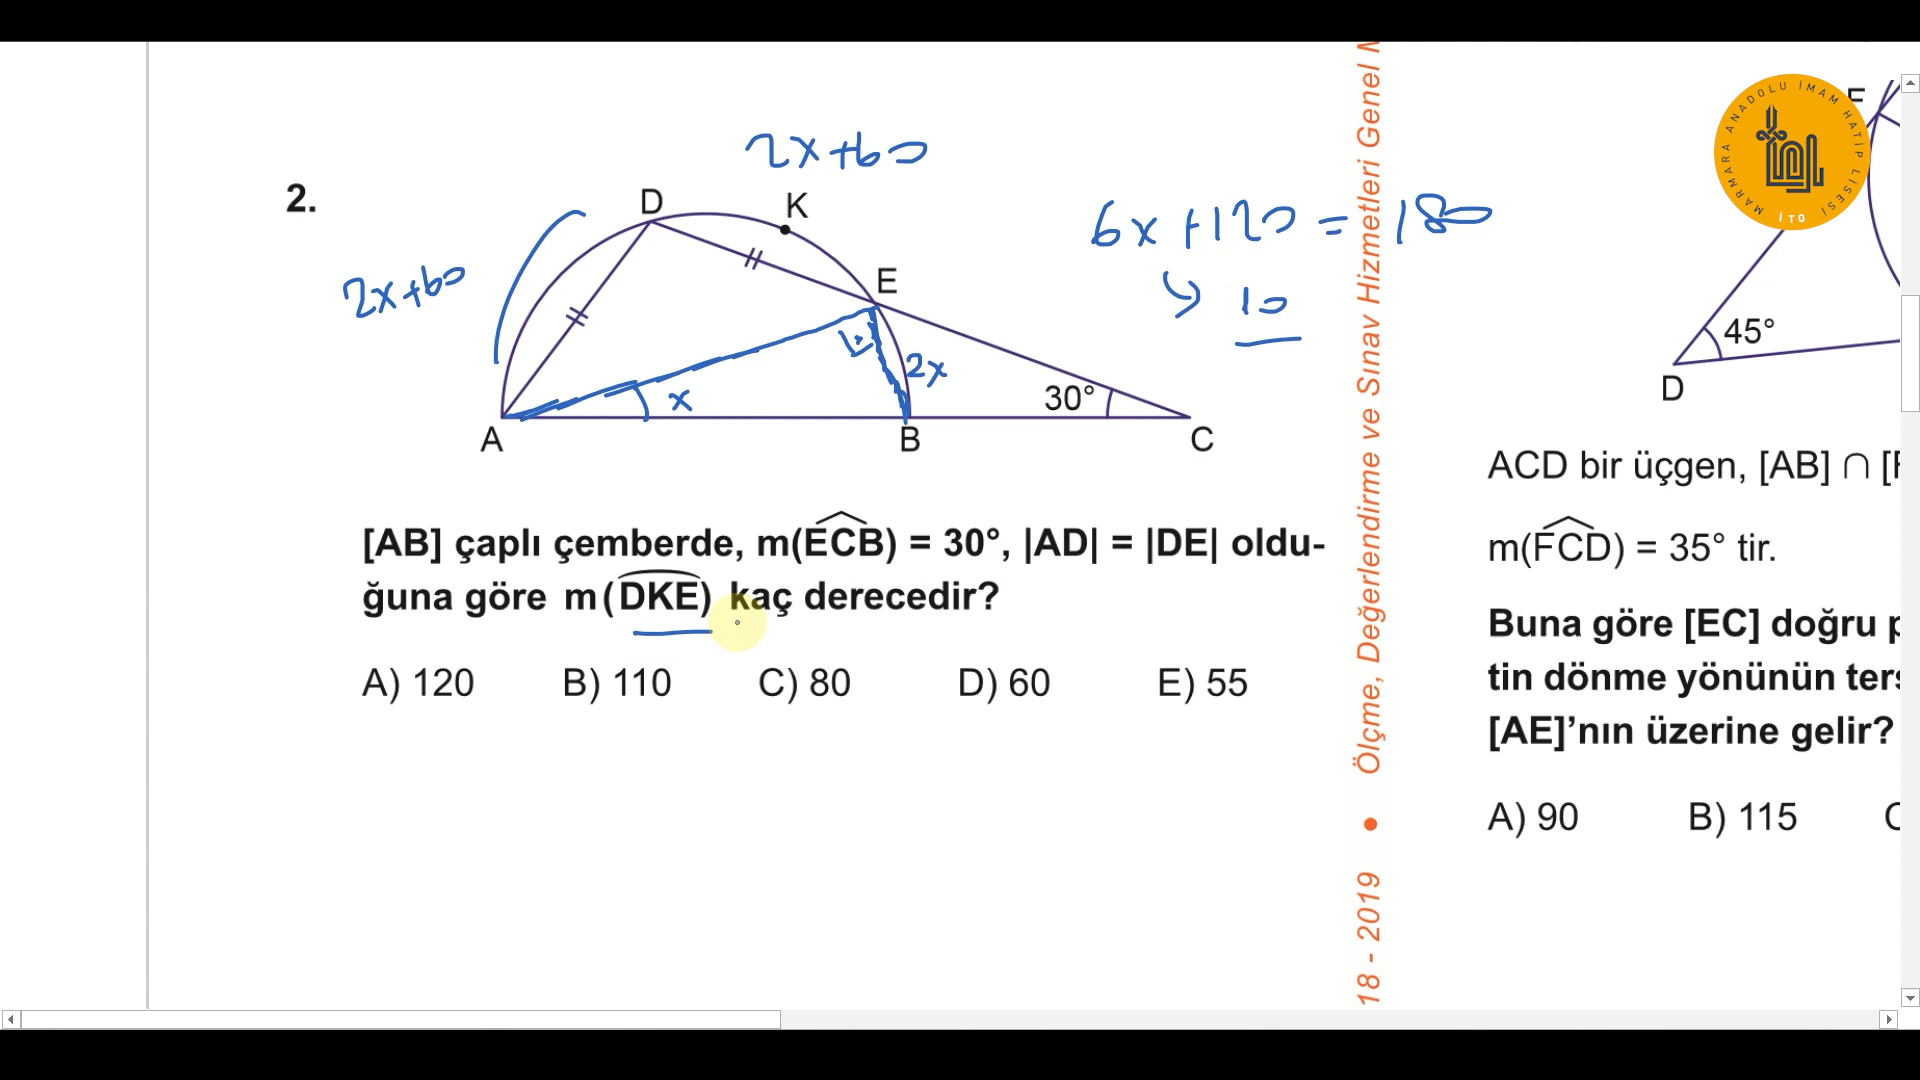 2x+60
2.
D
K
E
2x+60
6x+120=180
10
2x
x
30°
A
B
C
[AB] çaplı çemberde, m(ECB) = 30°, |AD| = |DE| oldu-
ğuna göre m(DKE) kaç derecedir?
A) 120 B) 110 C) 80 D) 60 E) 55
18 - 2019 • Ölçme, Değerlendirme ve Sınav Hizmetleri Genel M
MARMARA ANADOLU İMAM HATİP LİSESİ
İTO
45°
D
ACD bir üçgen, [AB] ∩ [F
m(FCD) = 35° tir.
Buna göre [EC] doğru p
tin dönme yönünün ters
[AE]’nın üzerine gelir?
A) 90 B) 115 C